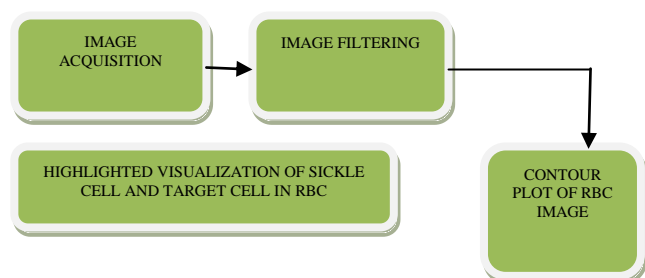 IMAGE
ACQUISITION
IMAGE FILTERING
HIGHLIGHTED VISUALIZATION OF SICKLE
CELL AND TARGET CELL IN RBC
CONTOUR
PLOT OF RBC
IMAGE